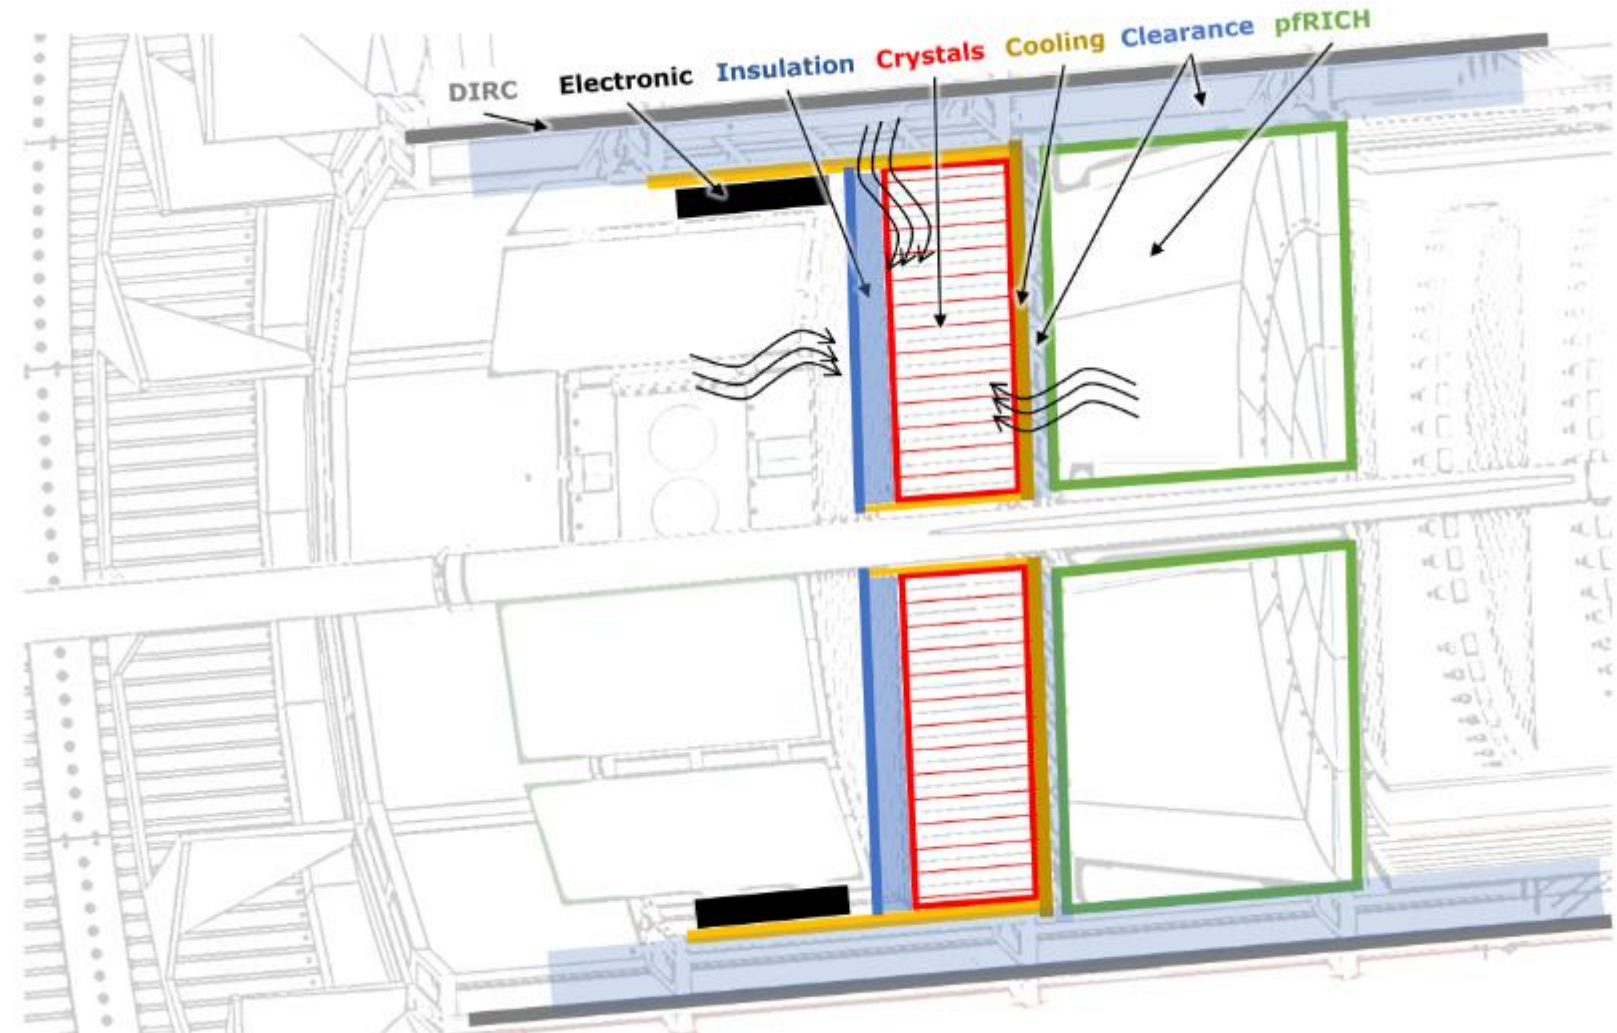 DIRC
Electronic
Insulation
Crystals
Cooling
Clearance
pfRICH